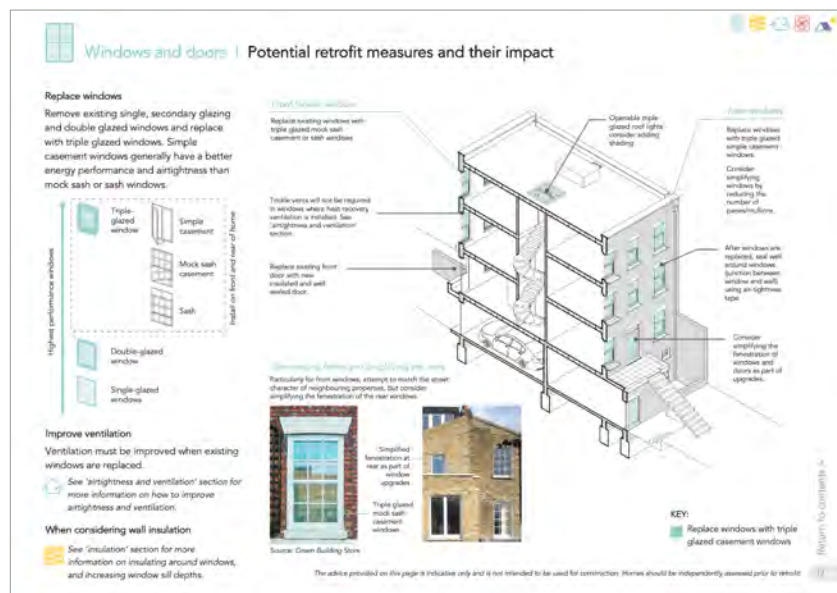 Windows and doors | Potential retrofit measures and their impact
Replace windows
Remove existing single, secondary glazing
and double glazed windows and replace
with triple glazed windows. Simple
casement windows generally have a better
energy performance and airtightness than
mock sash or sash windows.
Highest performance windows
Triple-
glazed
window
Simple
casement
Mock sash
casement
Sash
Install on front and rear of home
Double-glazed
window
Single-glazed
windows
Improve ventilation
Ventilation must be improved when existing
windows are replaced.
See 'airtightness and ventilation' section for
more information on how to improve
airtightness and ventilation.
When considering wall insulation
See 'insulation' section for more
information on insulating around windows,
and increasing window sill depths.
Replace existing windows with
triple glazed mock sash
casement or sash windows
Trickle vents will not be required
in windows where heat recovery
ventilation is installed. See
'airtightness and ventilation'
section.
Replace existing front
door with new
insulated and well
sealed door.
Openable triple
glazed roof lights
consider adding
shading
Replace windows
with triple glazed
simple casement
windows.
Consider
simplifying
windows by
reducing the
number of
panes/mullions.
After windows are
replaced, seal well
around windows
(junction between
window and wall)
using air-tightness
tape
Consider
simplifying the
fenestration of
windows and
doors as part of
upgrades.
Particularly for front windows, attempt to match the street
character of neighbouring properties, but consider
simplifying the fenestration of the rear windows.
Simplified
fenestration at
rear as part of
window
upgrades
Triple glazed
mock sash
casement
windows
Source: Green Building Store
KEY:
Replace windows with triple
glazed casement windows
Return to contents
The advice provided on this page is indicative only and is not intended to be used for construction. Homes should be independently assessed prior to retrofit